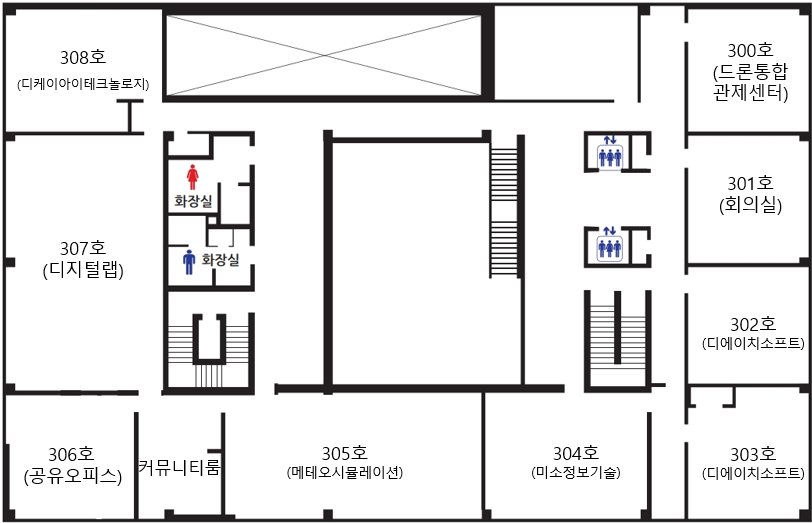 308호
(디케이아이테크놀로지)
300호
(드론통합
관제센터)
화장실
301호
(회의실)
307호
(디지털랩)
화장실
302호
(디에이치소프트)
306호
(공유오피스)
커뮤니티룸
305호
(메테오시뮬레이션)
304호
(미소정보기술)
303호
(디에이치소프트)